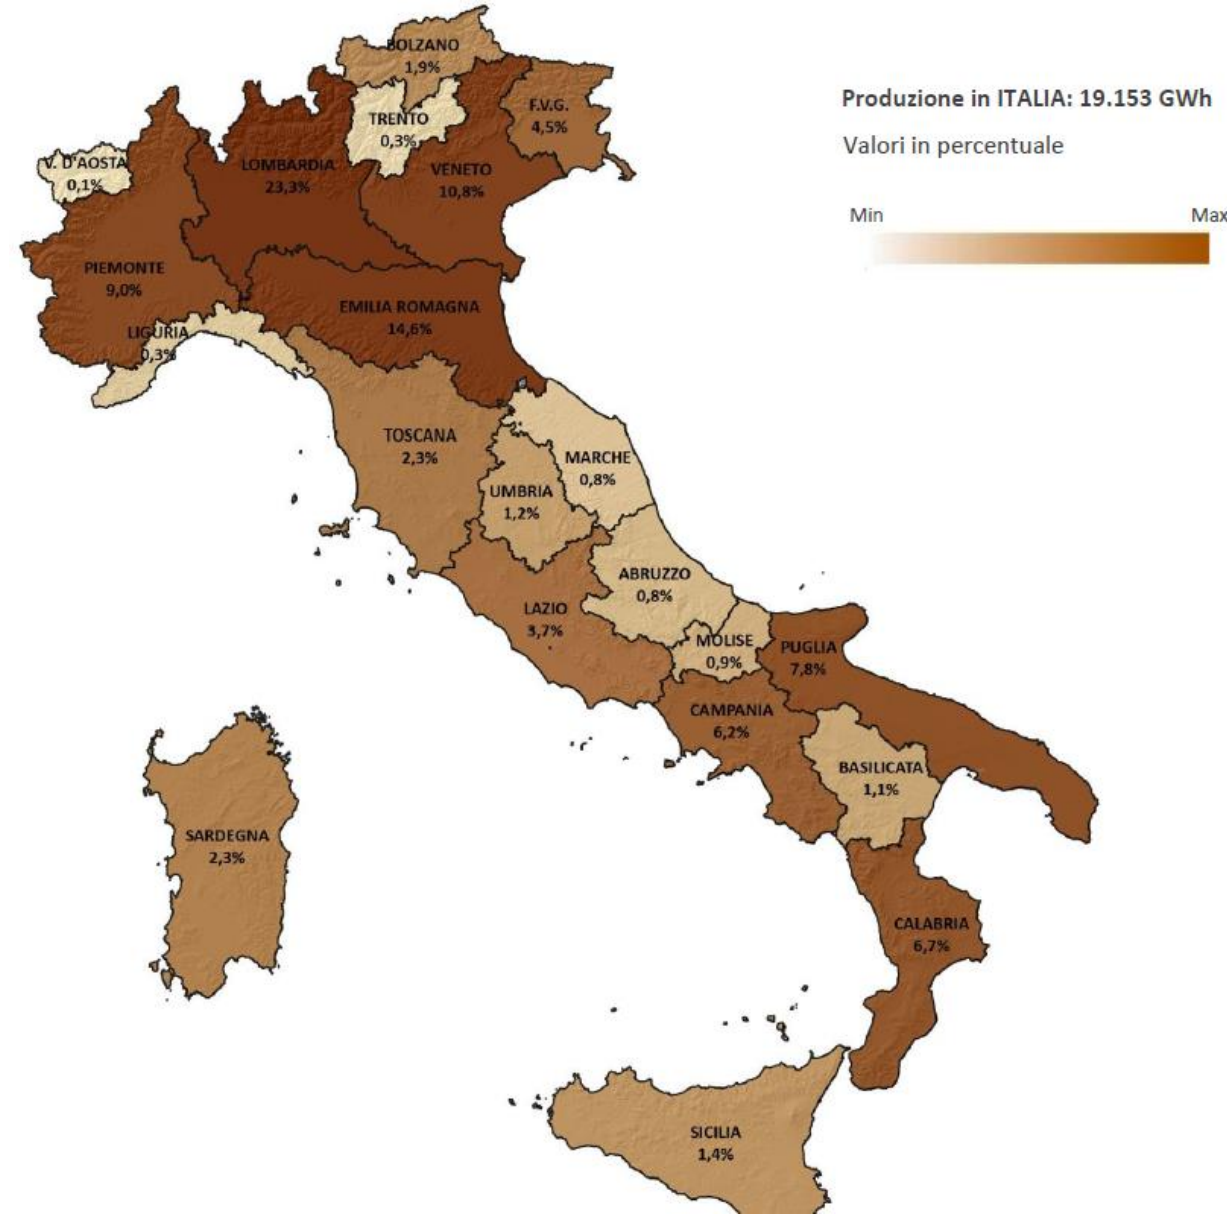 BOLZANO
1,9%
Produzione in ITALIA: 19.153 GWh
Valori in percentuale
Min
Max
F.V.G.
4,5%
TRENTO
0,3%
V. D'AOSTA
0,1%
LOMBARDIA
23,3%
VENETO
10,8%
PIEMONTE
9,0%
EMILIA ROMAGNA
14,6%
LIGURIA
0,3%
TOSCANA
2,3%
MARCHE
0,8%
UMBRIA
1,2%
ABRUZZO
0,8%
LAZIO
3,7%
MOLISE
0,9%
PUGLIA
7,8%
CAMPANIA
6,2%
BASILICATA
1,1%
SARDEGNA
2,3%
CALABRIA
6,7%
SICILIA
1,4%